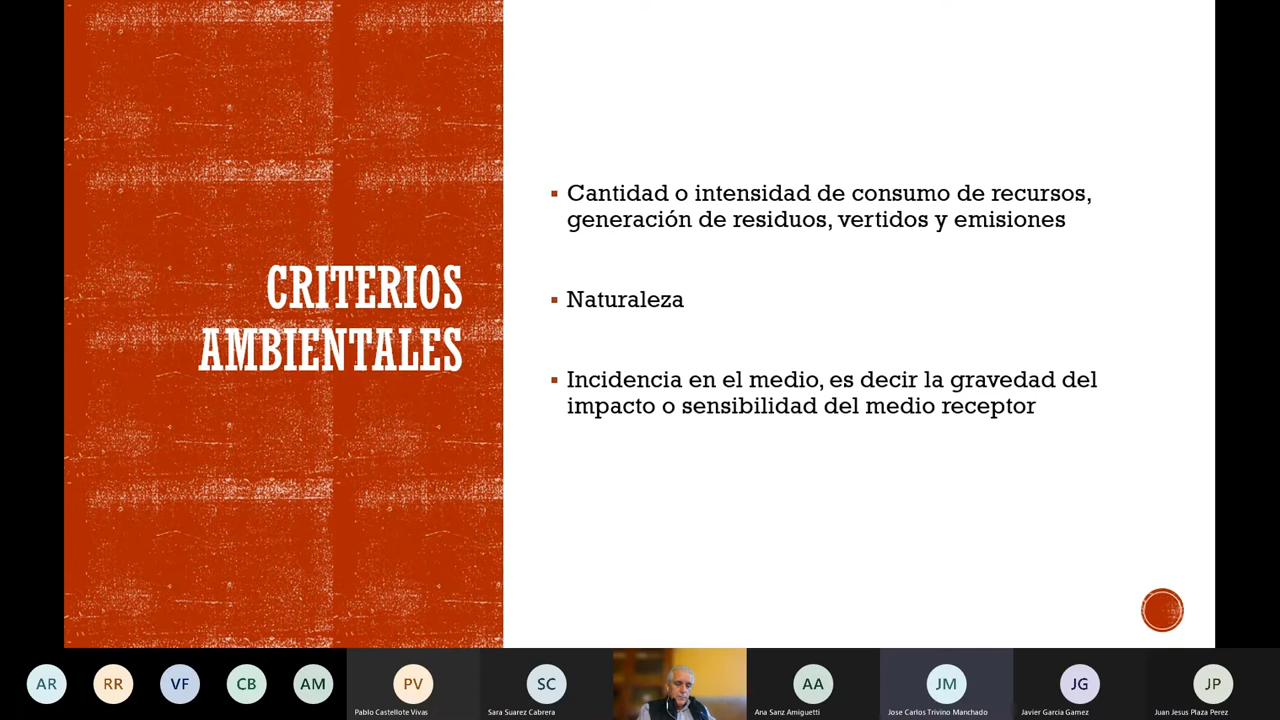 CRITERIOS
AMBIENTALES
Cantidad o intensidad de consumo de recursos,
generación de residuos, vertidos y emisiones
Naturaleza
Incidencia en el medio, es decir la gravedad del
impacto o sensibilidad del medio receptor
AR
RR
VF
CB
AM
PV
Pablo Castellote Vivas
SC
Sara Suarez Cabrera
AA
Ana Sanz Amiguetti
JM
Jose Carlos Trivino Manchado
JG
Javier Garcia Gamez
JP
Juan Jesus Plaza Perez